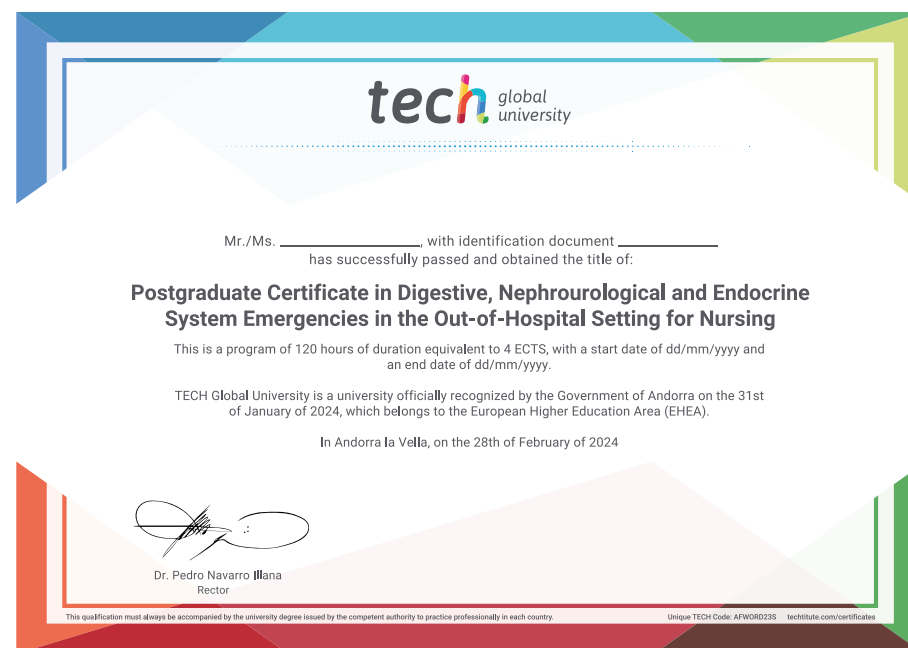 tech global
university
Mr./Ms. ____________, with identification document ____________
has successfully passed and obtained the title of:
Postgraduate Certificate in Digestive, Nephrourological and Endocrine
System Emergencies in the Out-of-Hospital Setting for Nursing
This is a program of 120 hours of duration equivalent to 4 ECTS, with a start date of dd/mm/yyyy and
an end date of dd/mm/yyyy.
TECH Global University is a university officially recognized by the Government of Andorra on the 31st
of January of 2024, which belongs to the European Higher Education Area (EHEA).
In Andorra la Vella, on the 28th of February of 2024
Dr. Pedro Navarro Illana
Rector
This qualification must always be accompanied by the university degree issued by the competent authority to practice professionally in each country.
Unique TECH Code: AFWORD23S techtitute.com/certificates